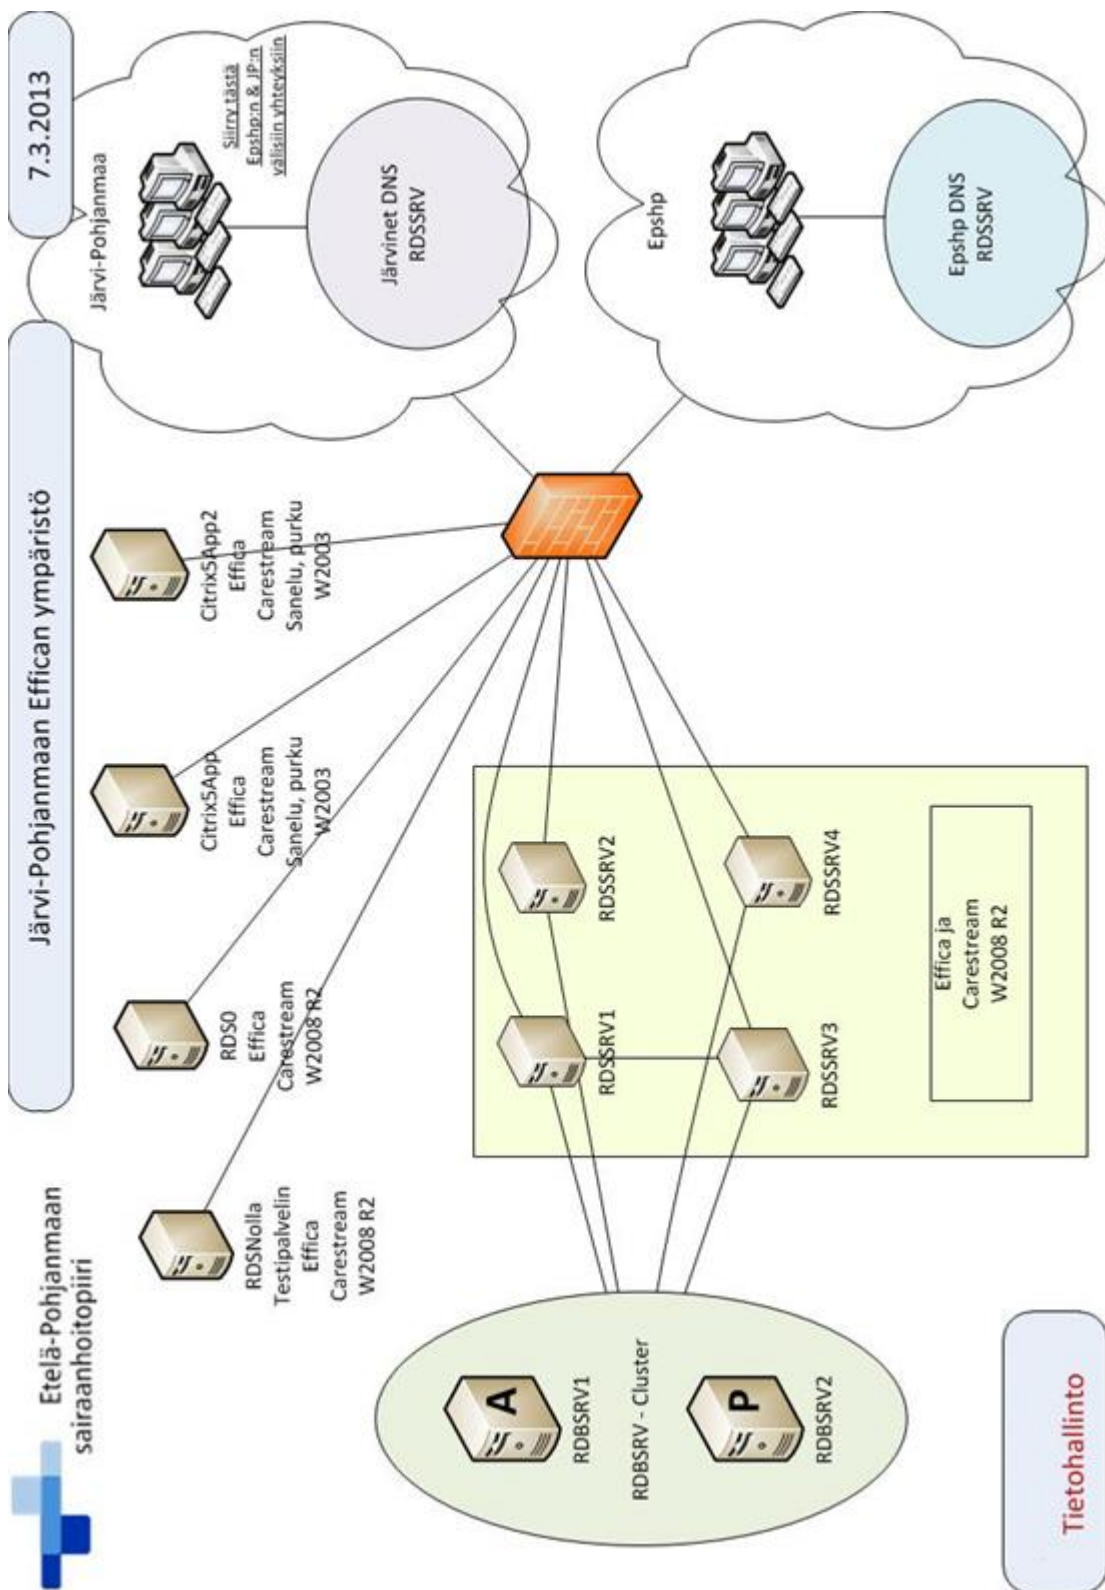 Etelä-Pohjanmaan
sairaanhoitopiiri
Järvi-Pohjanmaan Effican ympäristö
7.3.2013
RDSNolla
Testipalvelin
Effica
Carestream
W2008 R2
RDS0
Effica
Carestream
W2008 R2
Citrix5App
Effica
Carestream
Sanelu, purku
W2003
Citrix5App2
Effica
Carestream
Sanelu, purku
W2003
Järvi-Pohjanmaa
Siirry tästä
Epshp:n & JP:n
välisiin yhteyksiin
Järvinet DNS
RDSSRV
A
RDBSRV1
RDBSRV - Cluster
P
RDBSRV2
RDSSRV1
RDSSRV2
RDSSRV3
RDSSRV4
Effica ja
Carestream
W2008 R2
Epshp
Epshp DNS
RDSSRV
Tietohallinto